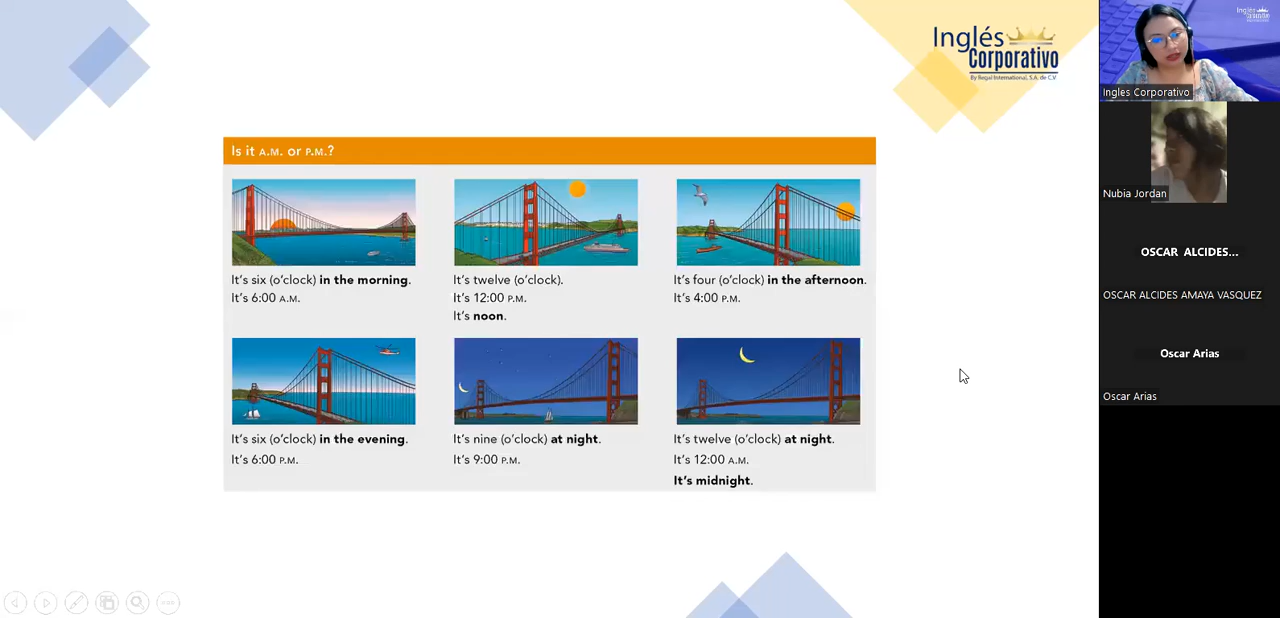 Inglés
Corporativo
By Regal International, S.A. de C.V
Is it A.M. or P.M.?
It's six (o'clock) in the morning.
It's 6:00 A.M.
It's twelve (o'clock).
It's 12:00 P.M.
It's noon.
It's four (o'clock) in the afternoon.
It's 4:00 P.M.
It's six (o'clock) in the evening.
It's 6:00 P.M.
It's nine (o'clock) at night.
It's 9:00 P.M.
It's twelve (o'clock) at night.
It's 12:00 A.M.
It's midnight.
Ingles Corporativo
Nubia Jordan
OSCAR ALCIDES...
OSCAR ALCIDES AMAYA VASQUEZ
Oscar Arias
Oscar Arias